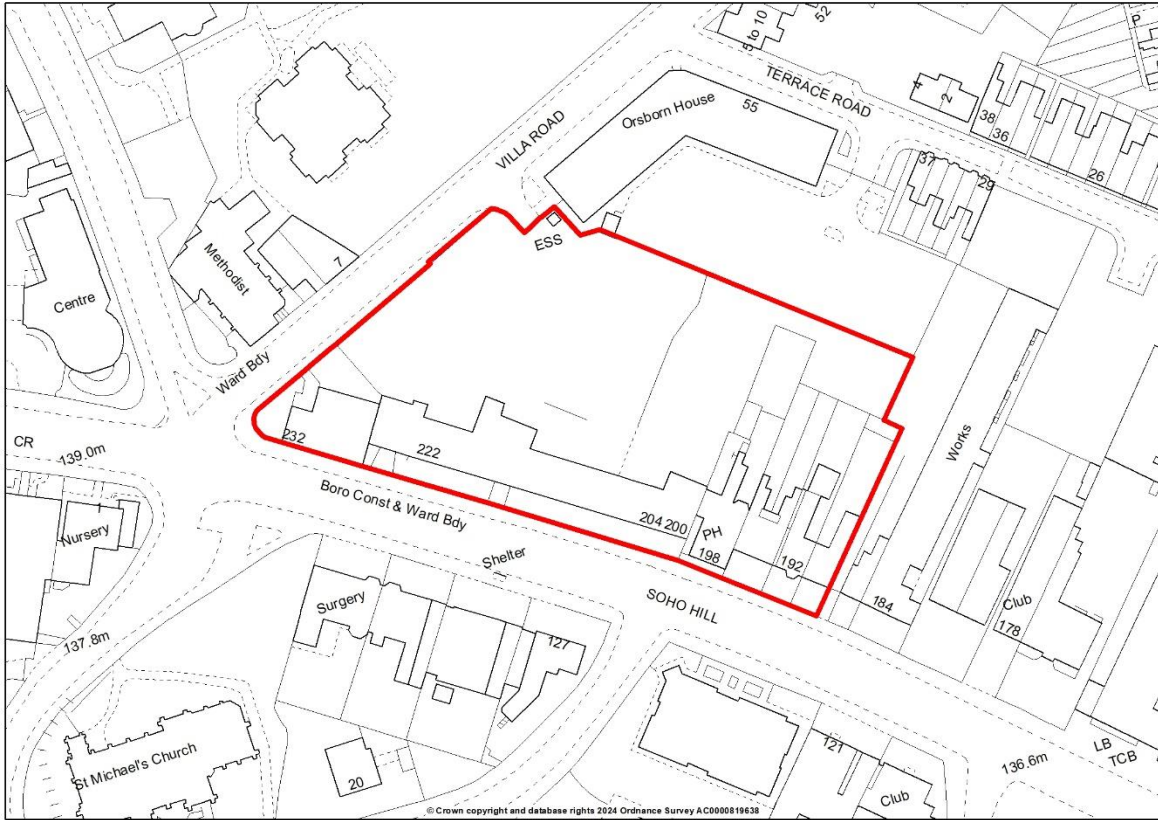 5 to 10
52
P
TERRACE ROAD
55
Orsborn House
VILLA ROAD
4
2
38
36
26
37
29
ESS
Methodist
7
Centre
Ward Bdy
CR
139.0m
232
222
204 200
PH
198
192
Works
Boro Const & Ward Bdy
Shelter
SOHO HILL
184
Club
178
Nursery
Surgery
127
137.8m
St Michael's Church
20
121
Club
136.6m
LB
TCB
© Crown copyright and database rights 2024 Ordnance Survey AC0000819638